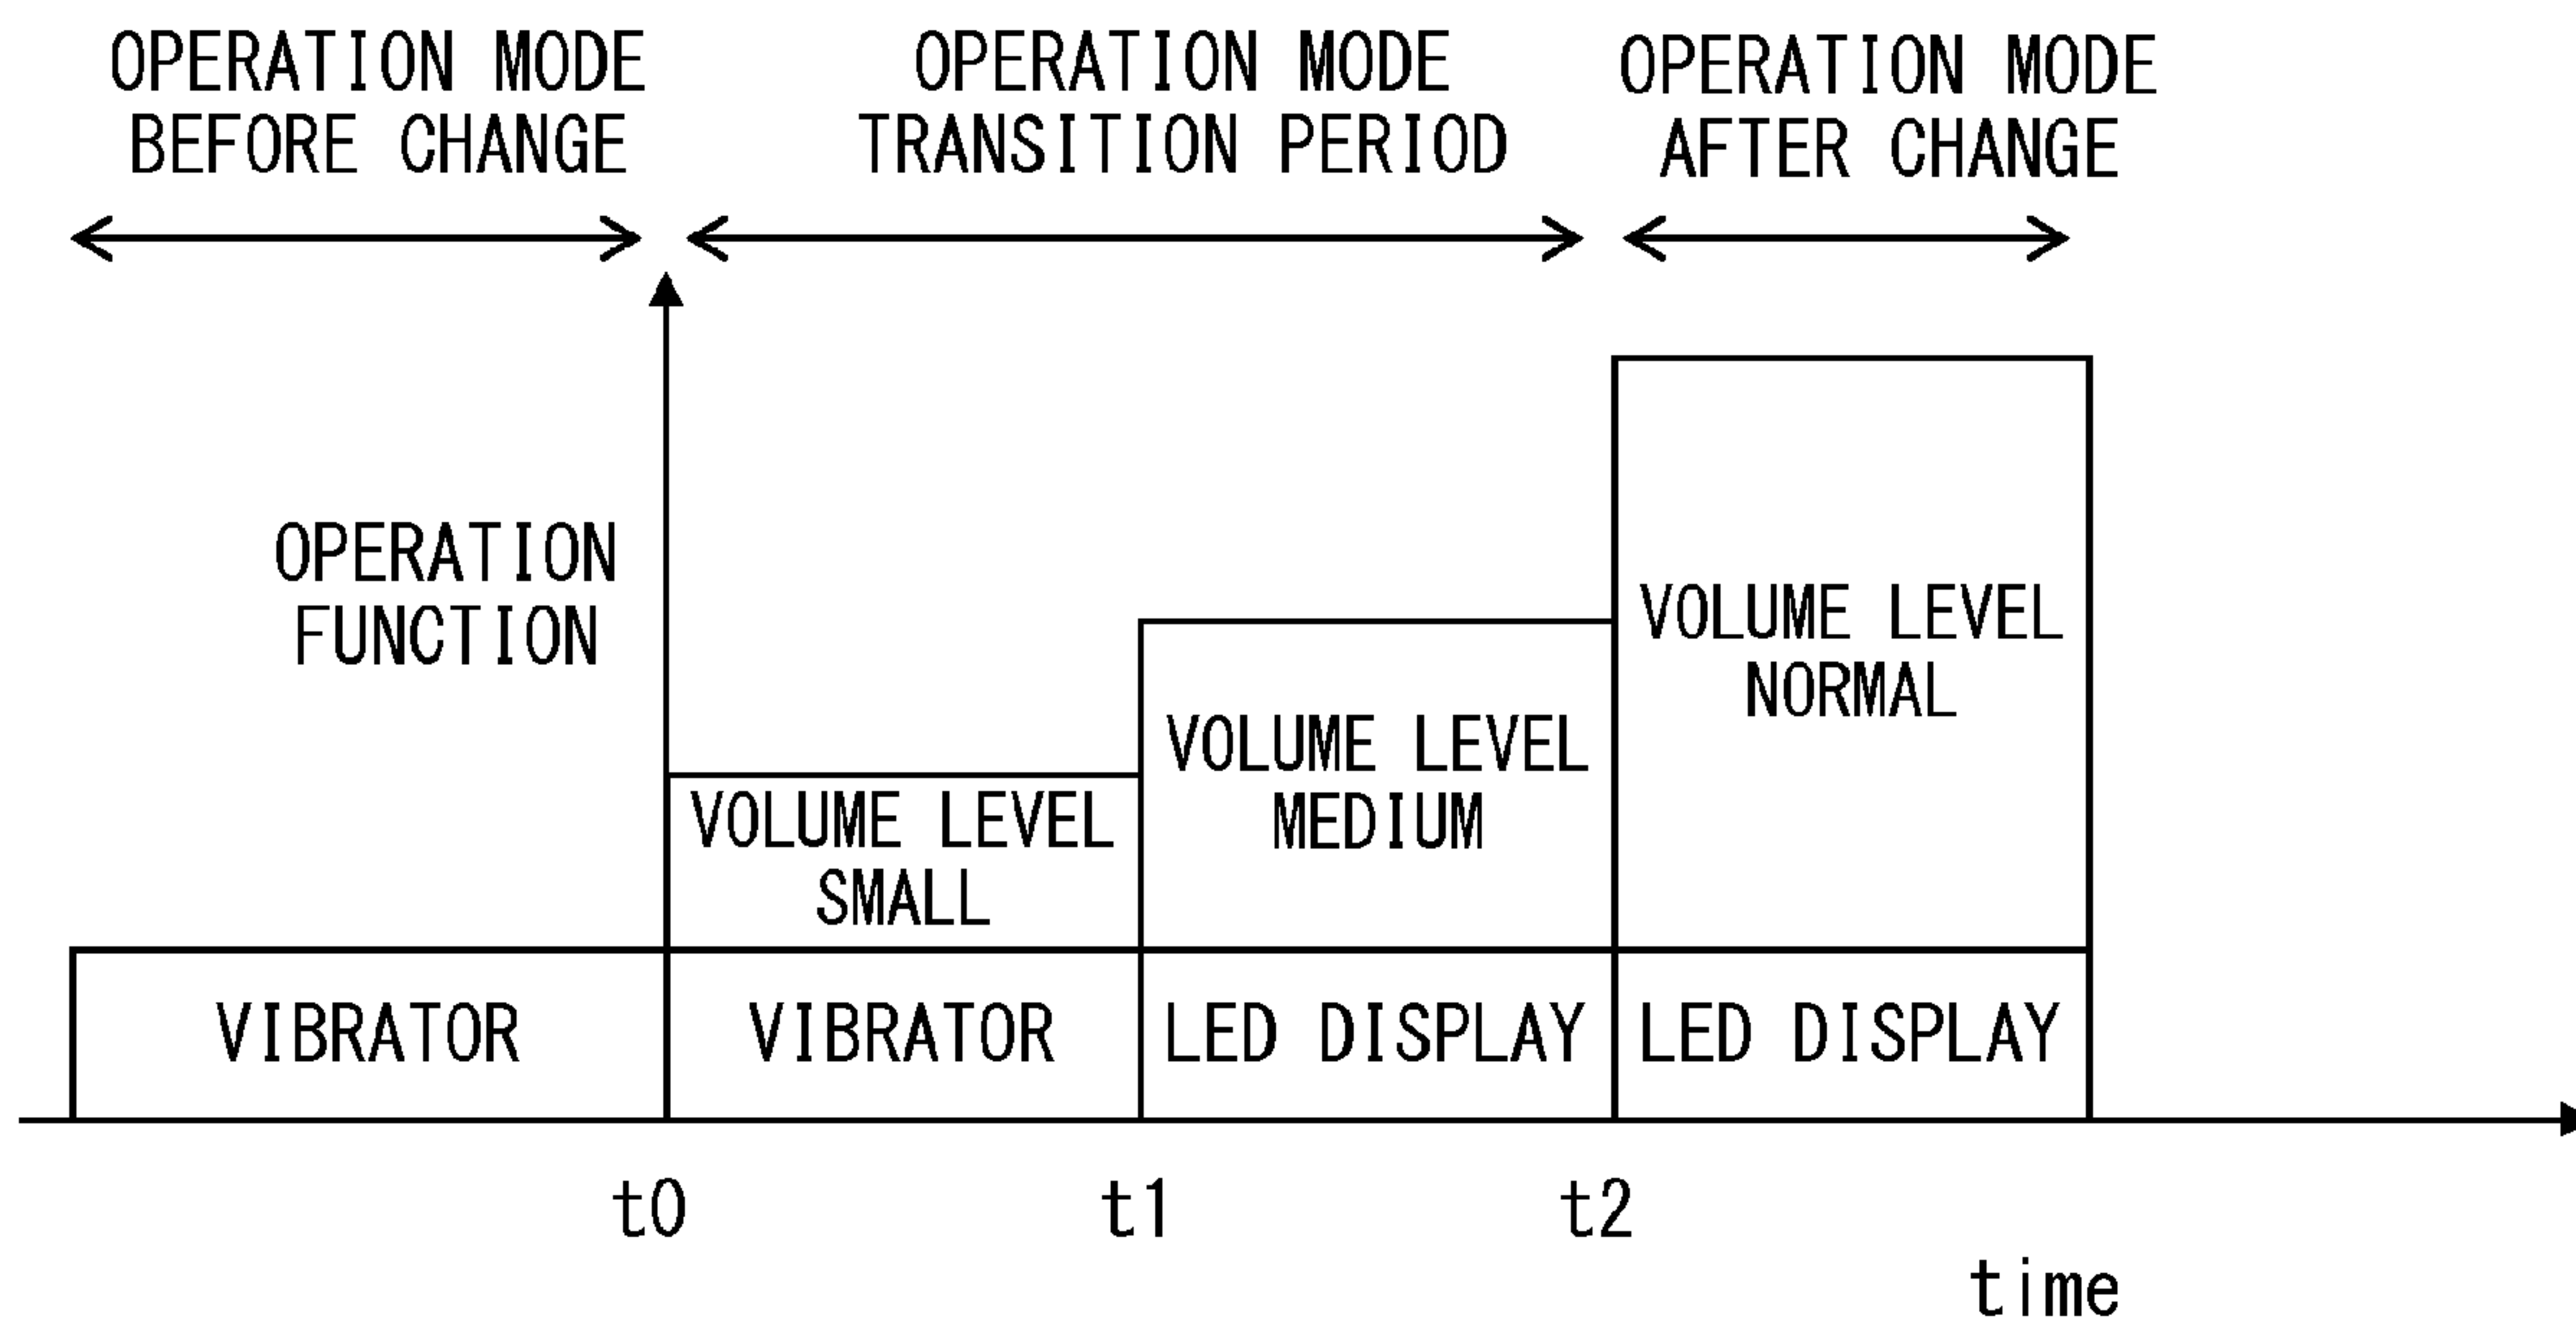 OPERATION MODE
BEFORE CHANGE
OPERATION MODE
TRANSITION PERIOD
OPERATION MODE
AFTER CHANGE
OPERATION
FUNCTION
VOLUME LEVEL
SMALL
VOLUME LEVEL
MEDIUM
VOLUME LEVEL
NORMAL
VIBRATOR
VIBRATOR
LED DISPLAY
LED DISPLAY
t0
t1
t2
time